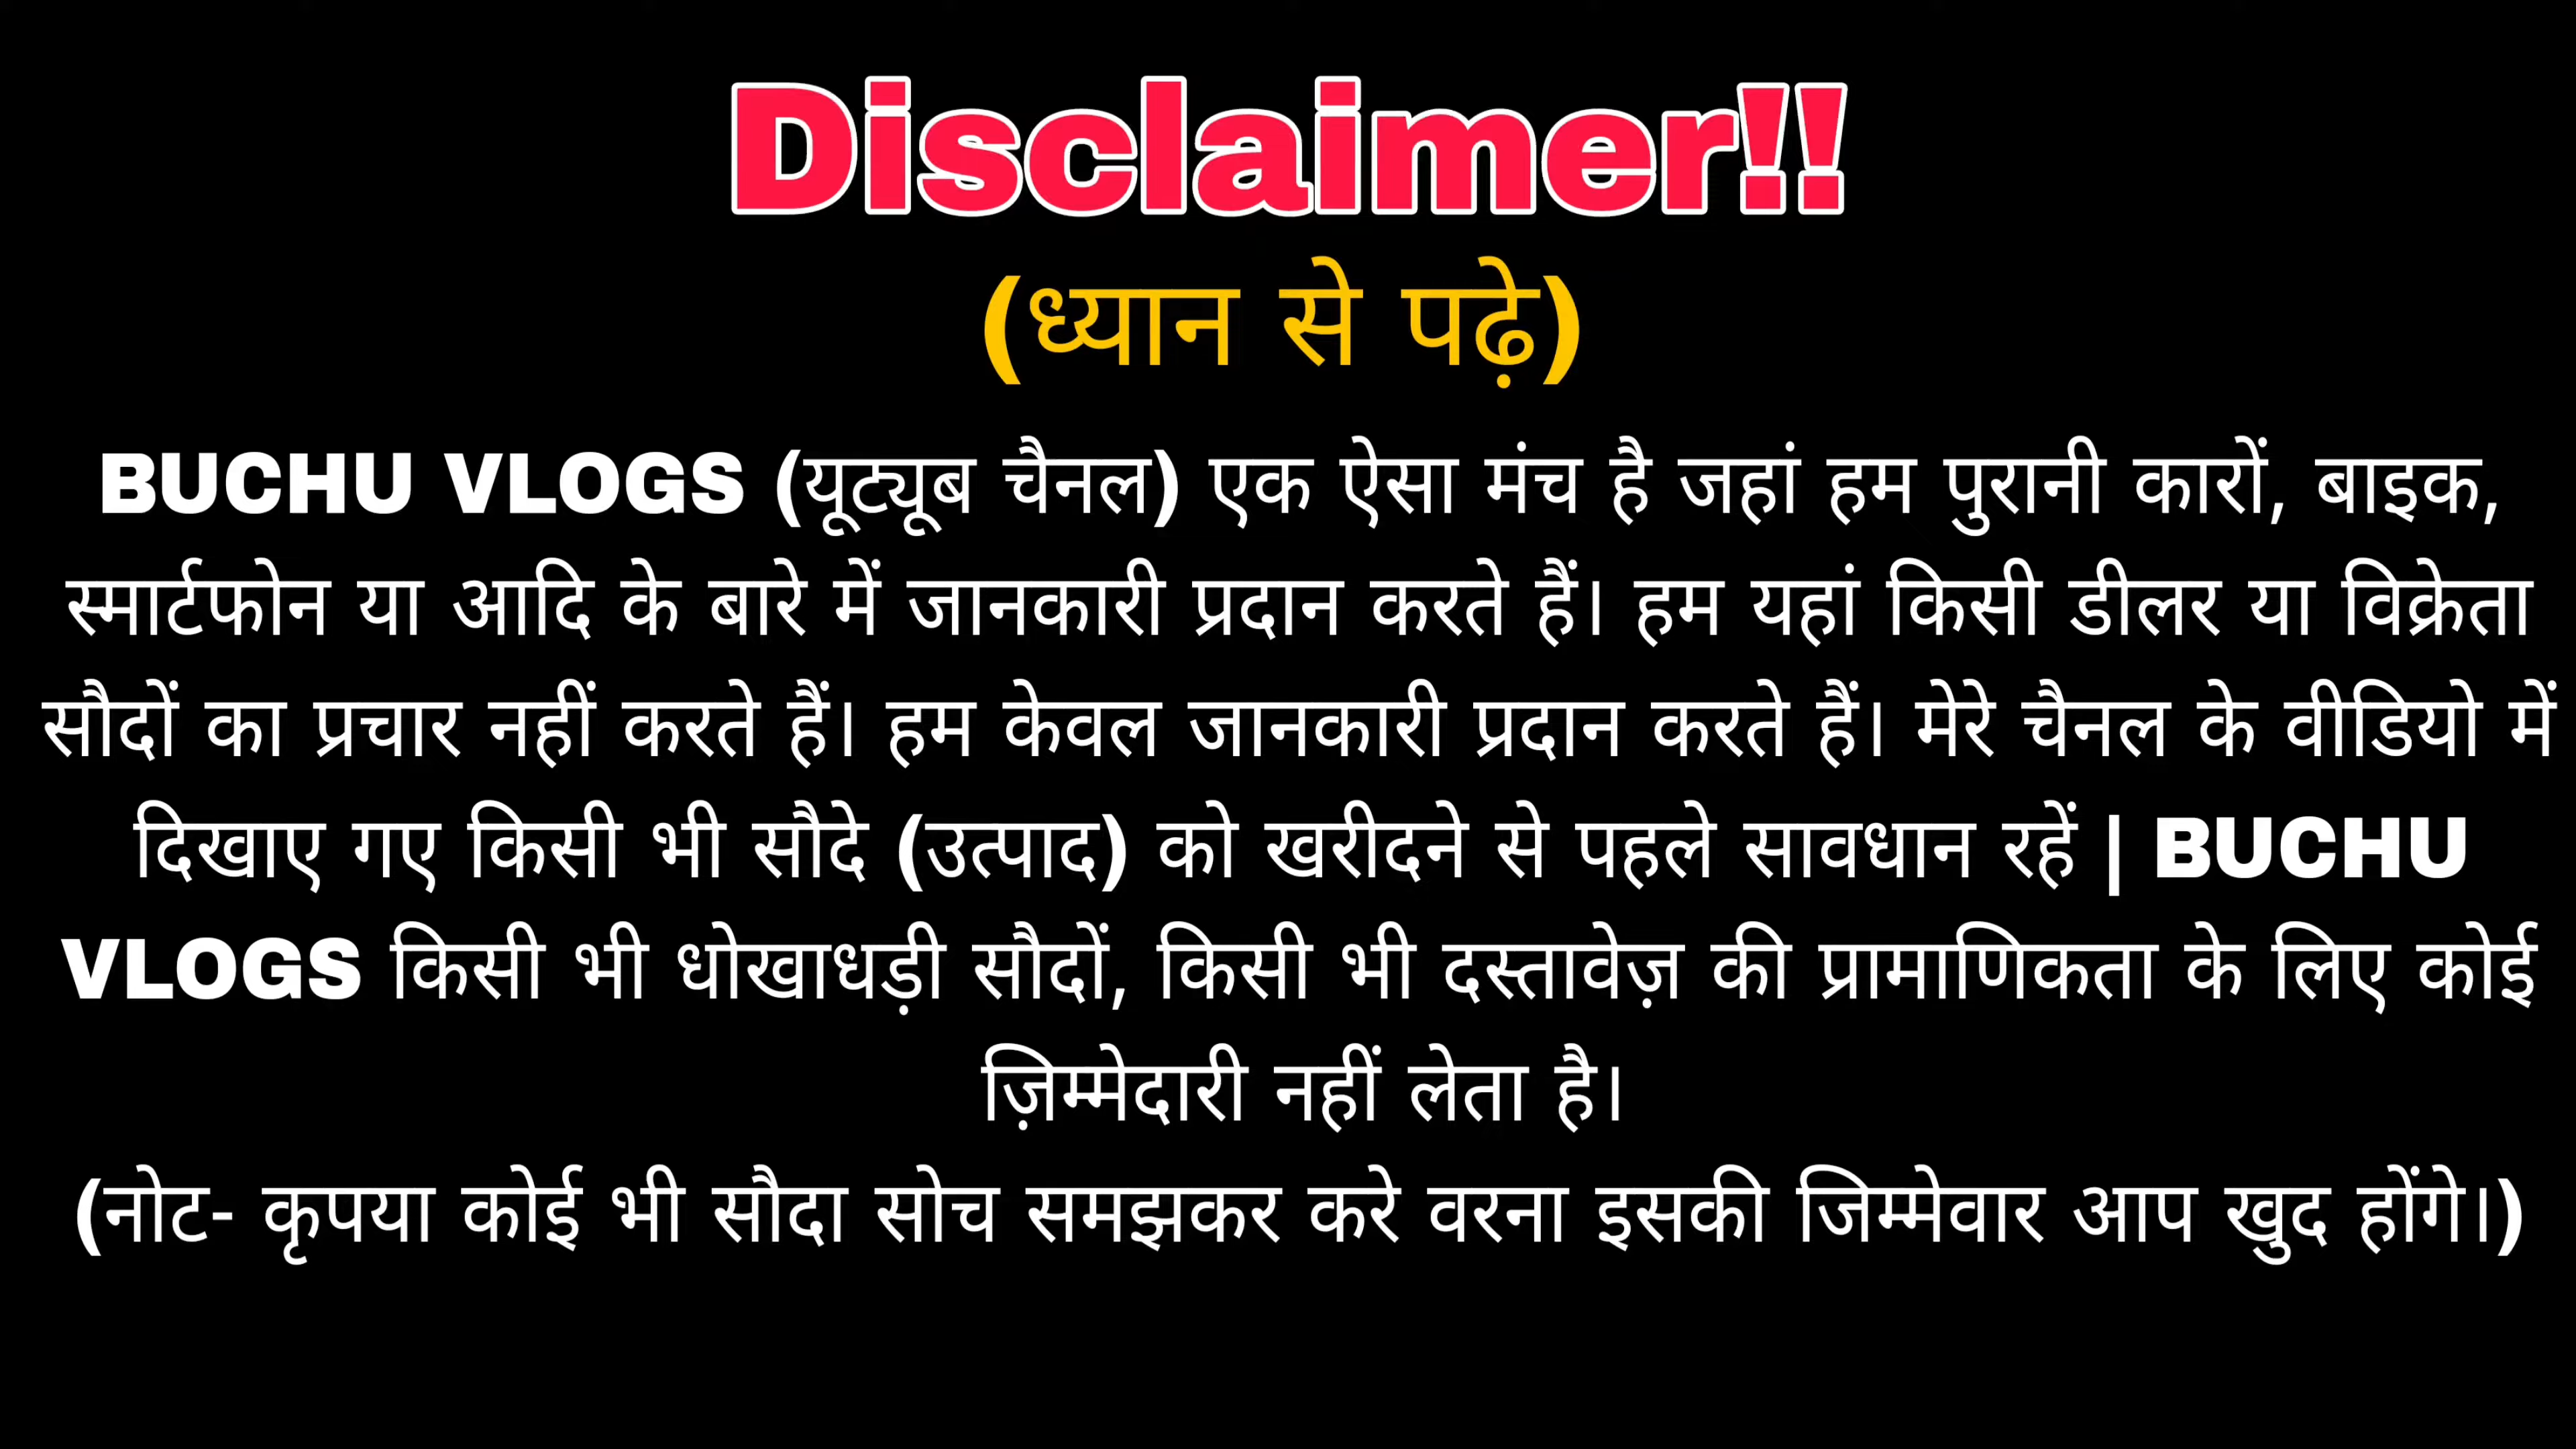 Disclaimer!!
(ध्यान से पढ़े)
BUCHU VLOGS (यूट्यूब चैनल) एक ऐसा मंच है जहां हम पुरानी कारों, बाइक,
स्मार्टफोन या आदि के बारे में जानकारी प्रदान करते हैं। हम यहां किसी डीलर या विक्रेता
सौदों का प्रचार नहीं करते हैं। हम केवल जानकारी प्रदान करते हैं। मेरे चैनल के वीडियो में
दिखाए गए किसी भी सौदे (उत्पाद) को खरीदने से पहले सावधान रहें | BUCHU
VLOGS किसी भी धोखाधड़ी सौदों, किसी भी दस्तावेज़ की प्रामाणिकता के लिए कोई
ज़िम्मेदारी नहीं लेता है।
(नोट- कृपया कोई भी सौदा सोच समझकर करे वरना इसकी जिम्मेवार आप खुद होंगे।)